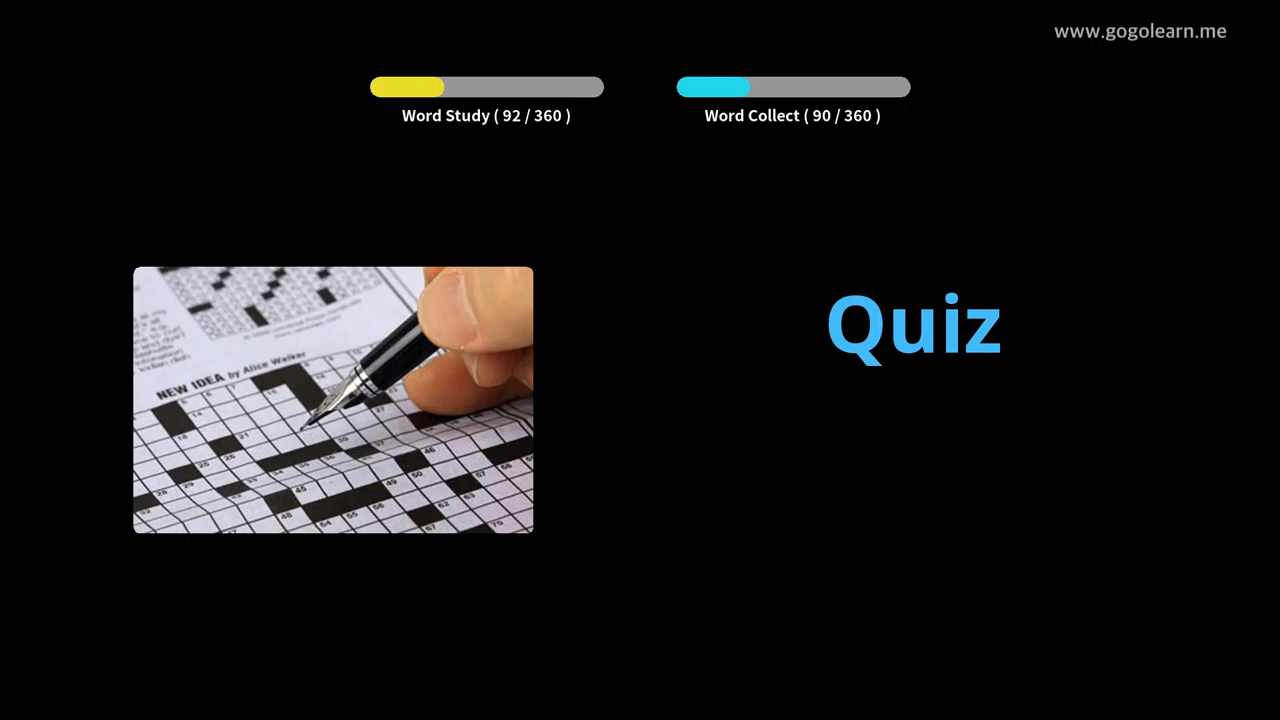 www.gogolearn.me
Word Study ( 92 / 360 )
Word Collect ( 90 / 360 )
Quiz
NEW IDEA by Alice Walker